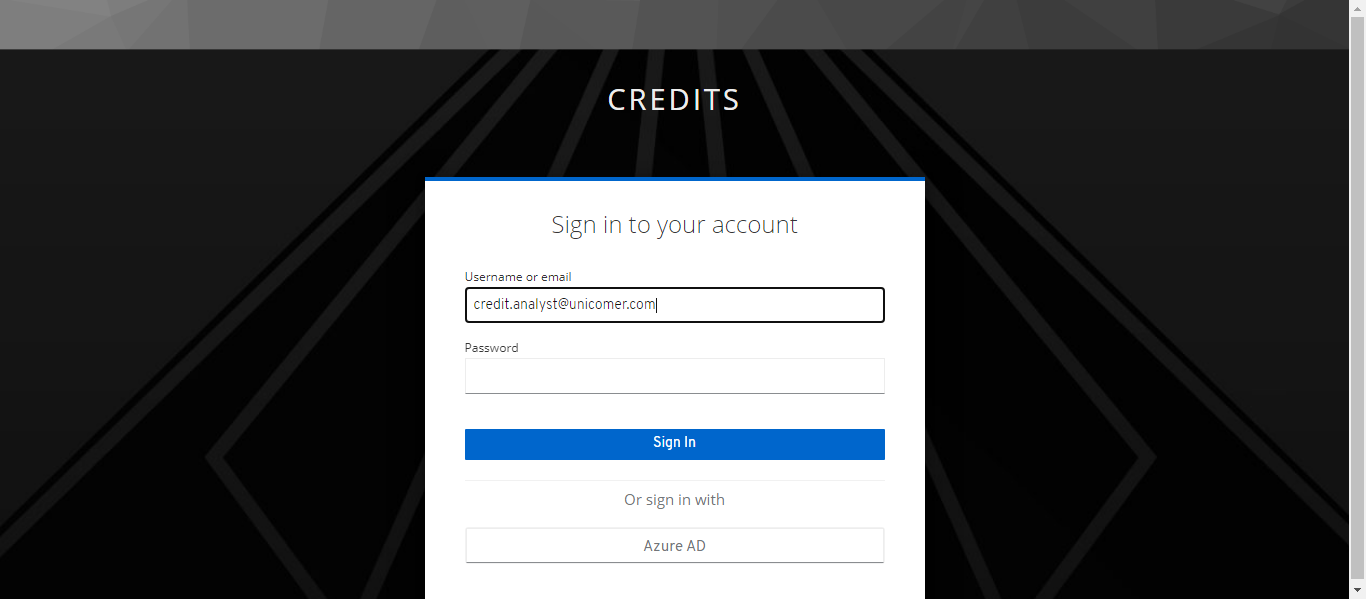 CREDITS
Sign in to your account
Username or email
credit.analyst@unicomer.com
Password
Sign In
Or sign in with
Azure AD